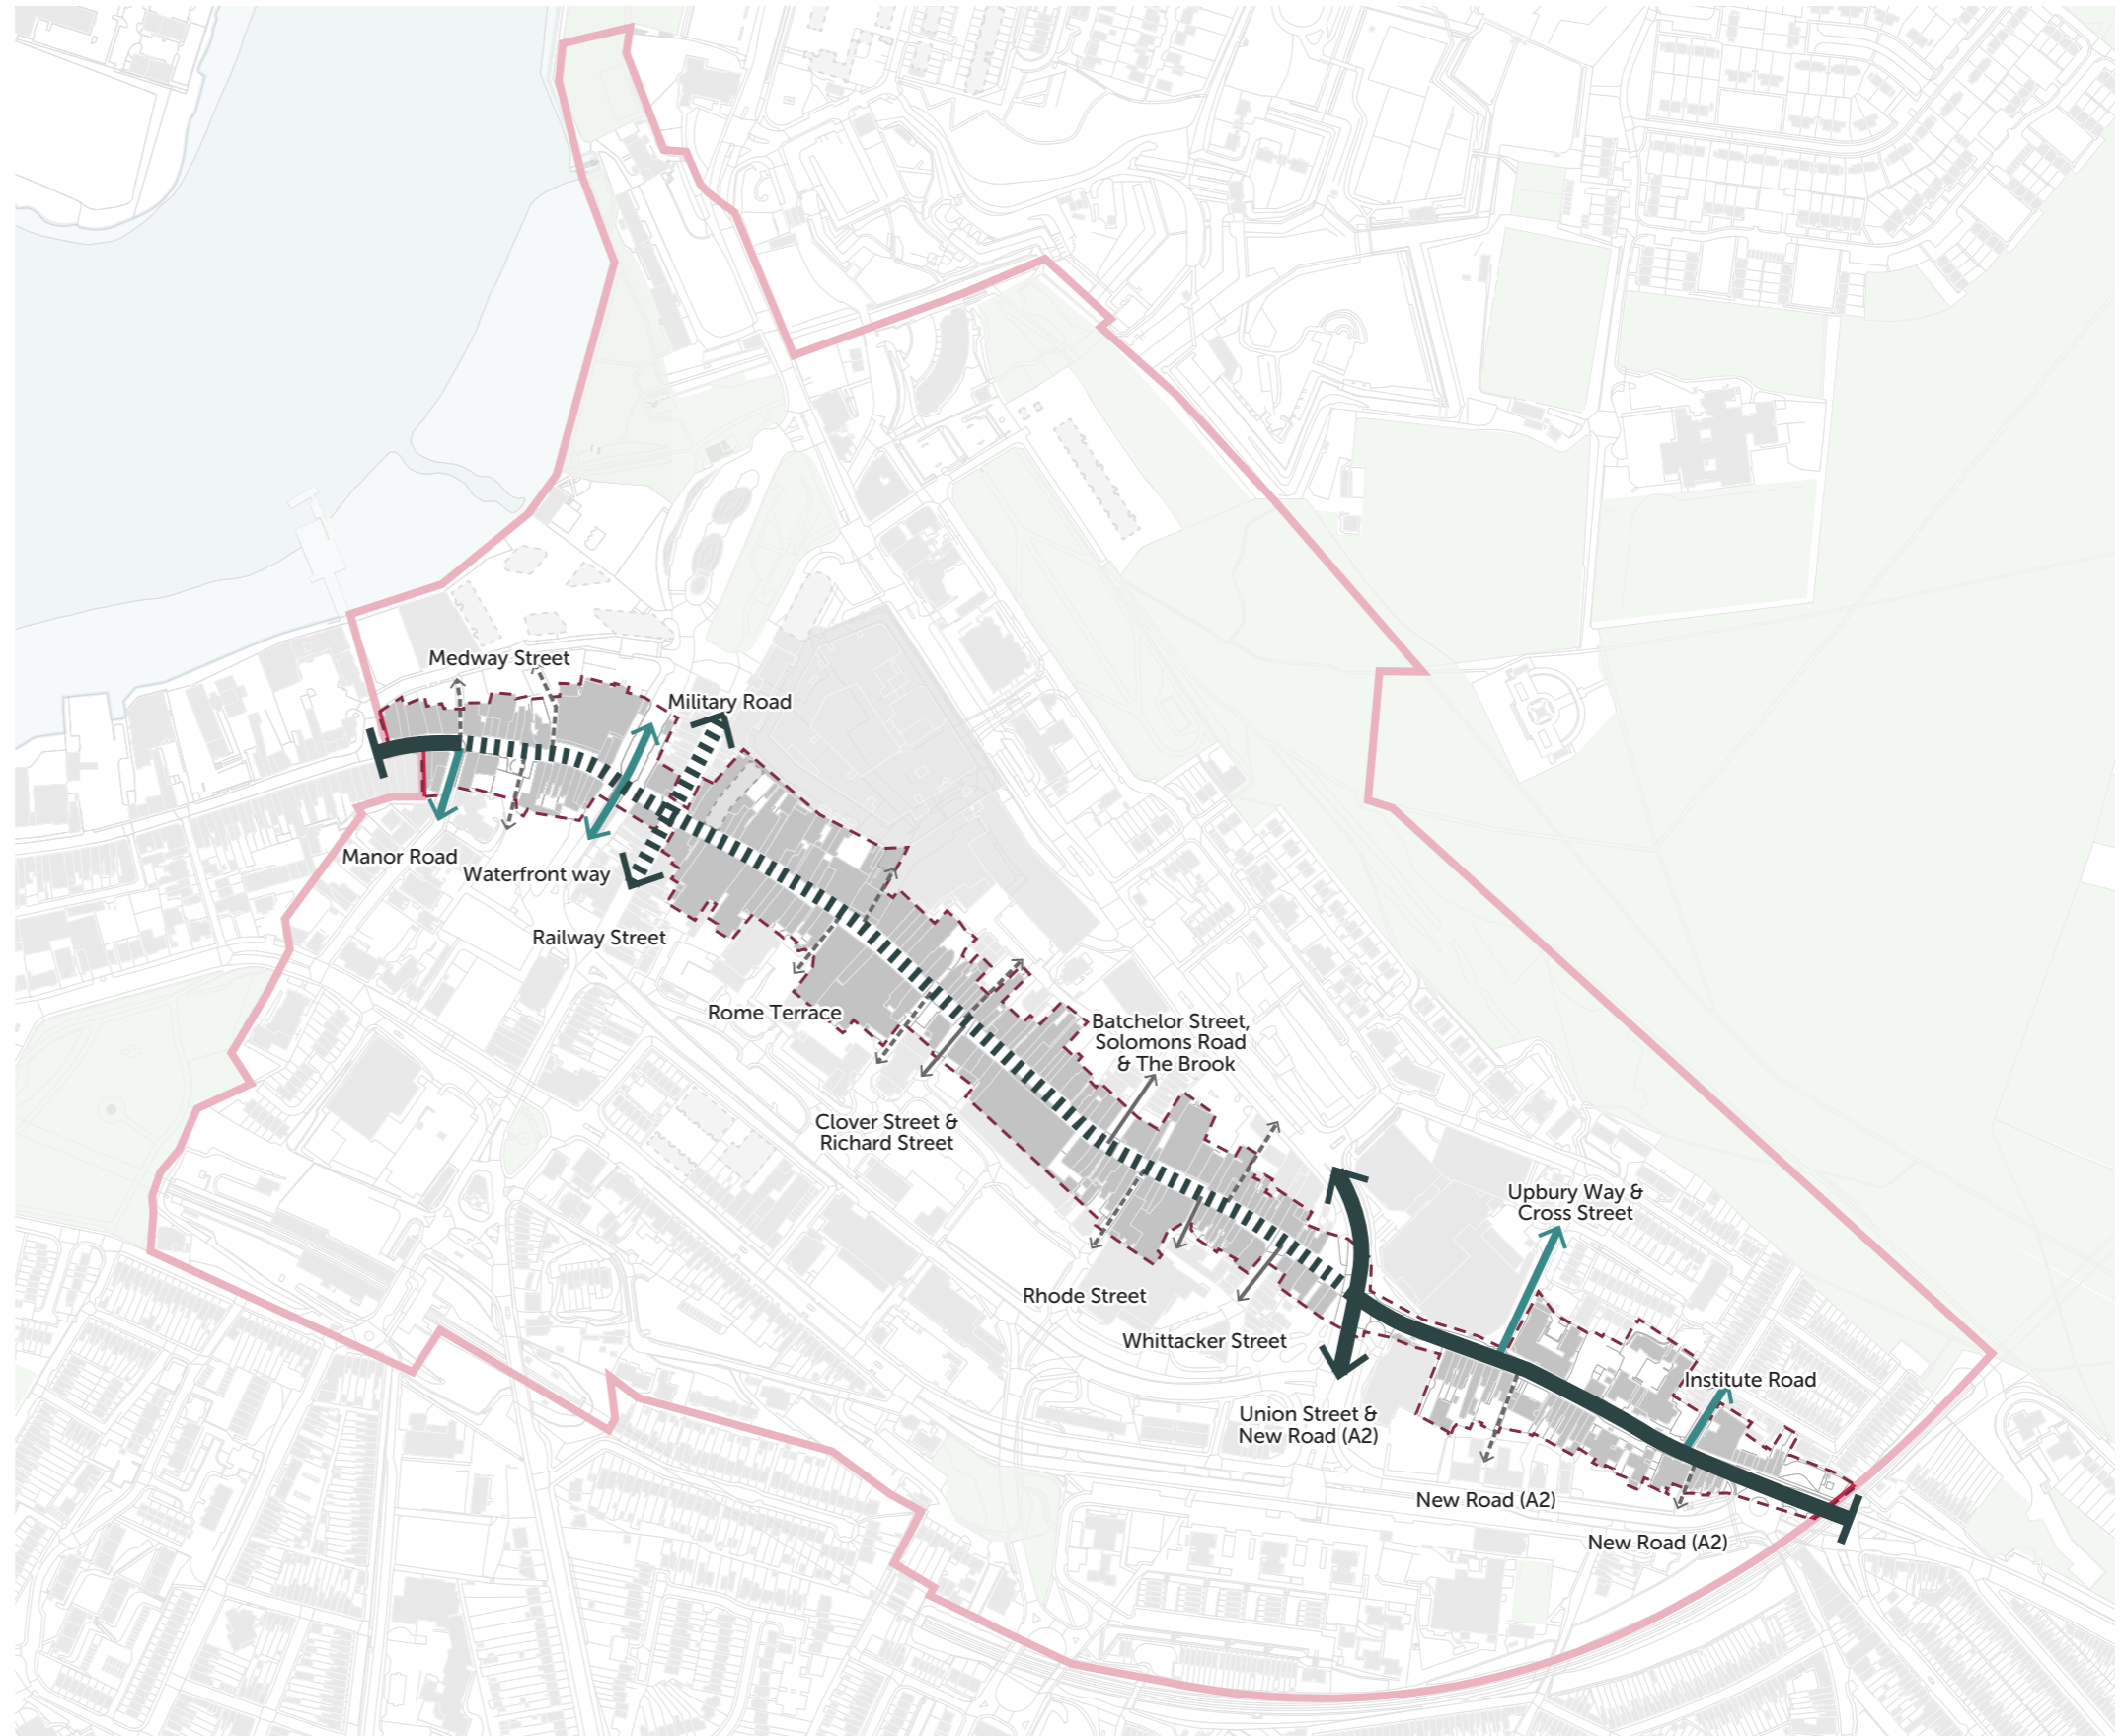 Medway Street
Military Road
Manor Road
Waterfront way
Railway Street
Rome Terrace
Batchelor Street,
Solomons Road
& The Brook
Clover Street &
Richard Street
Upbury Way &
Cross Street
Rhode Street
Whittacker Street
Institute Road
Union Street &
New Road (A2)
New Road (A2)
New Road (A2)